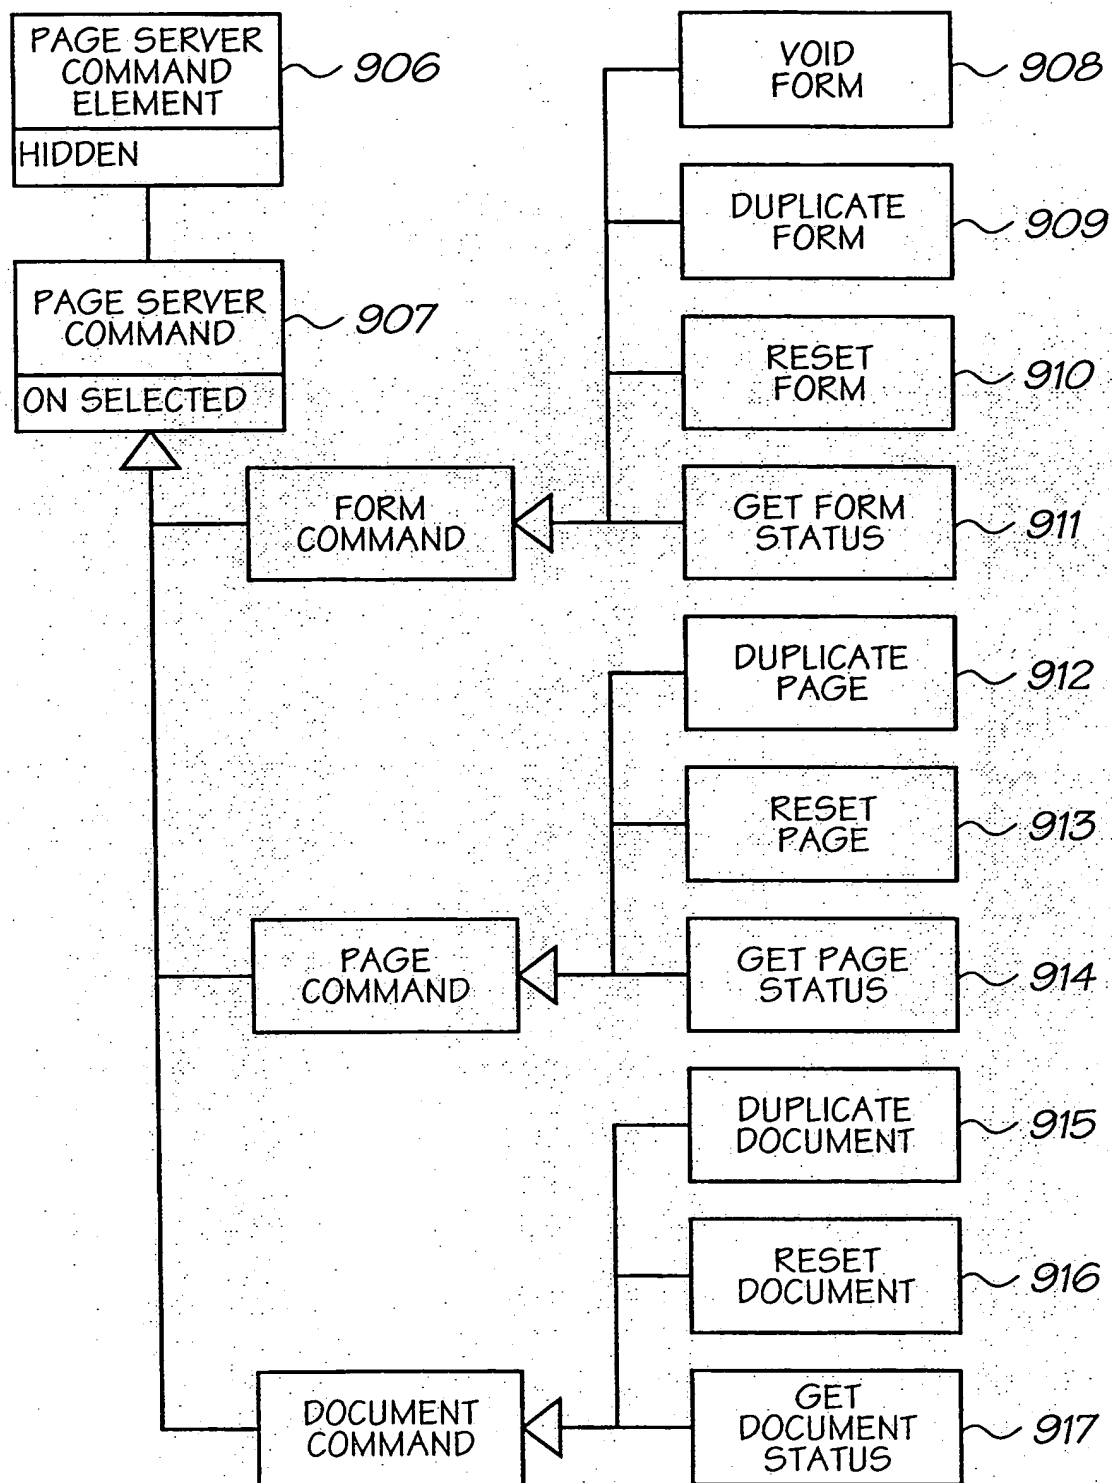 PAGE SERVER
COMMAND
ELEMENT
906
HIDDEN
PAGE SERVER
COMMAND
907
ON SELECTED
FORM
COMMAND
VOID
FORM
908
DUPLICATE
FORM
909
RESET
FORM
910
GET FORM
STATUS
911
PAGE
COMMAND
DUPLICATE
PAGE
912
RESET
PAGE
913
GET PAGE
STATUS
914
DOCUMENT
COMMAND
DUPLICATE
DOCUMENT
915
RESET
DOCUMENT
916
GET
DOCUMENT
STATUS
917